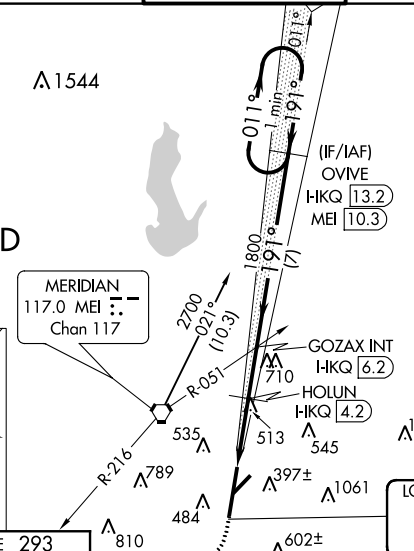 011°
1544
011°
1 min
191°
(IF/IAF)
OVIVE
I-IKQ 13.2
MEI 10.3
D
1800
191°
(7)
MERIDIAN
117.0 MEI
Chan 117
2700
021°
(10.3)
R-051
GOZAX INT
I-IKQ 6.2
710
HOLUN
I-IKQ 4.2
535
513
545
1
R-216
789
397±
1061
484
LO
E 293
810
602±